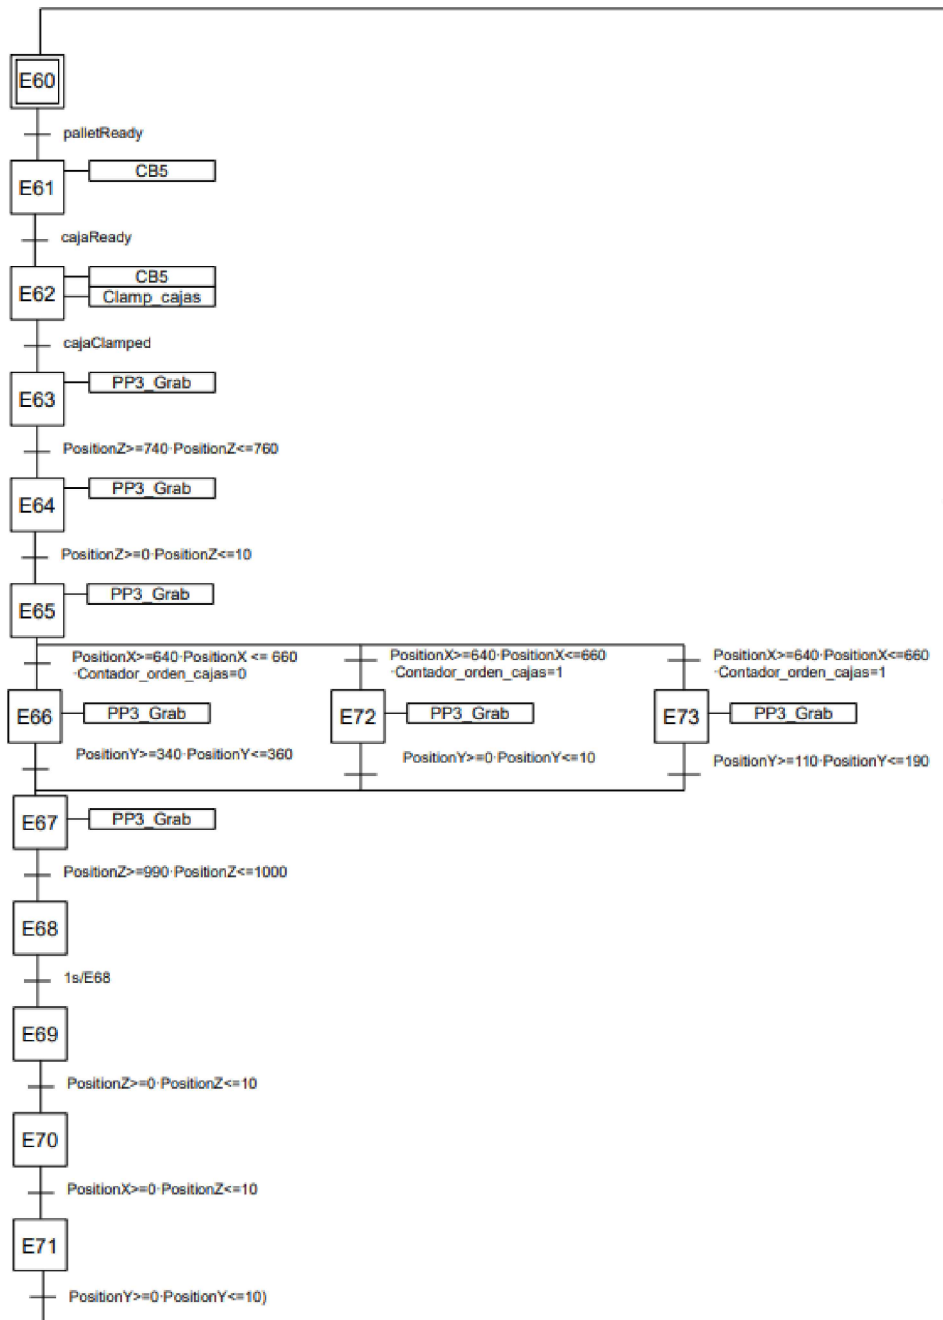 E60
palletReady
E61
CB5
cajaReady
E62
CB5
Clamp_cajas
cajaClamped
E63
PP3_Grab
PositionZ>=740·PositionZ<=760
E64
PP3_Grab
PositionZ>=0·PositionZ<=10
E65
PP3_Grab
PositionX>=640·PositionX <= 660
·Contador_orden_cajas=0
PositionX>=640·PositionX<=660
·Contador_orden_cajas=1
PositionX>=640·PositionX<=660
·Contador_orden_cajas=1
E66
PP3_Grab
E72
PP3_Grab
E73
PP3_Grab
PositionY>=340·PositionY<=360
PositionY>=0·PositionY<=10
PositionY>=110·PositionY<=190
E67
PP3_Grab
PositionZ>=990·PositionZ<=1000
E68
1s/E68
E69
PositionZ>=0·PositionZ<=10
E70
PositionX>=0·PositionZ<=10
E71
PositionY>=0·PositionY<=10)